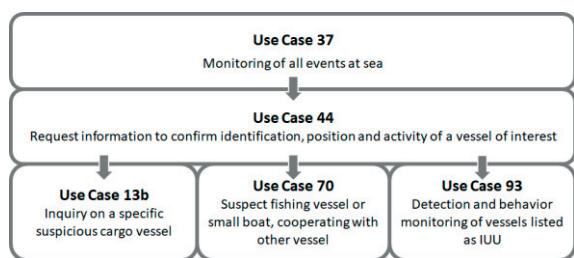 Use Case 37
Monitoring of all events at sea
Use Case 44
Request information to confirm identification, position and activity of a vessel of interest
Use Case 13b
Inquiry on a specific
suspicious cargo vessel
Use Case 70
Suspect fishing vessel or
small boat, cooperating with
other vessel
Use Case 93
Detection and behavior
monitoring of vessels listed
as IUU